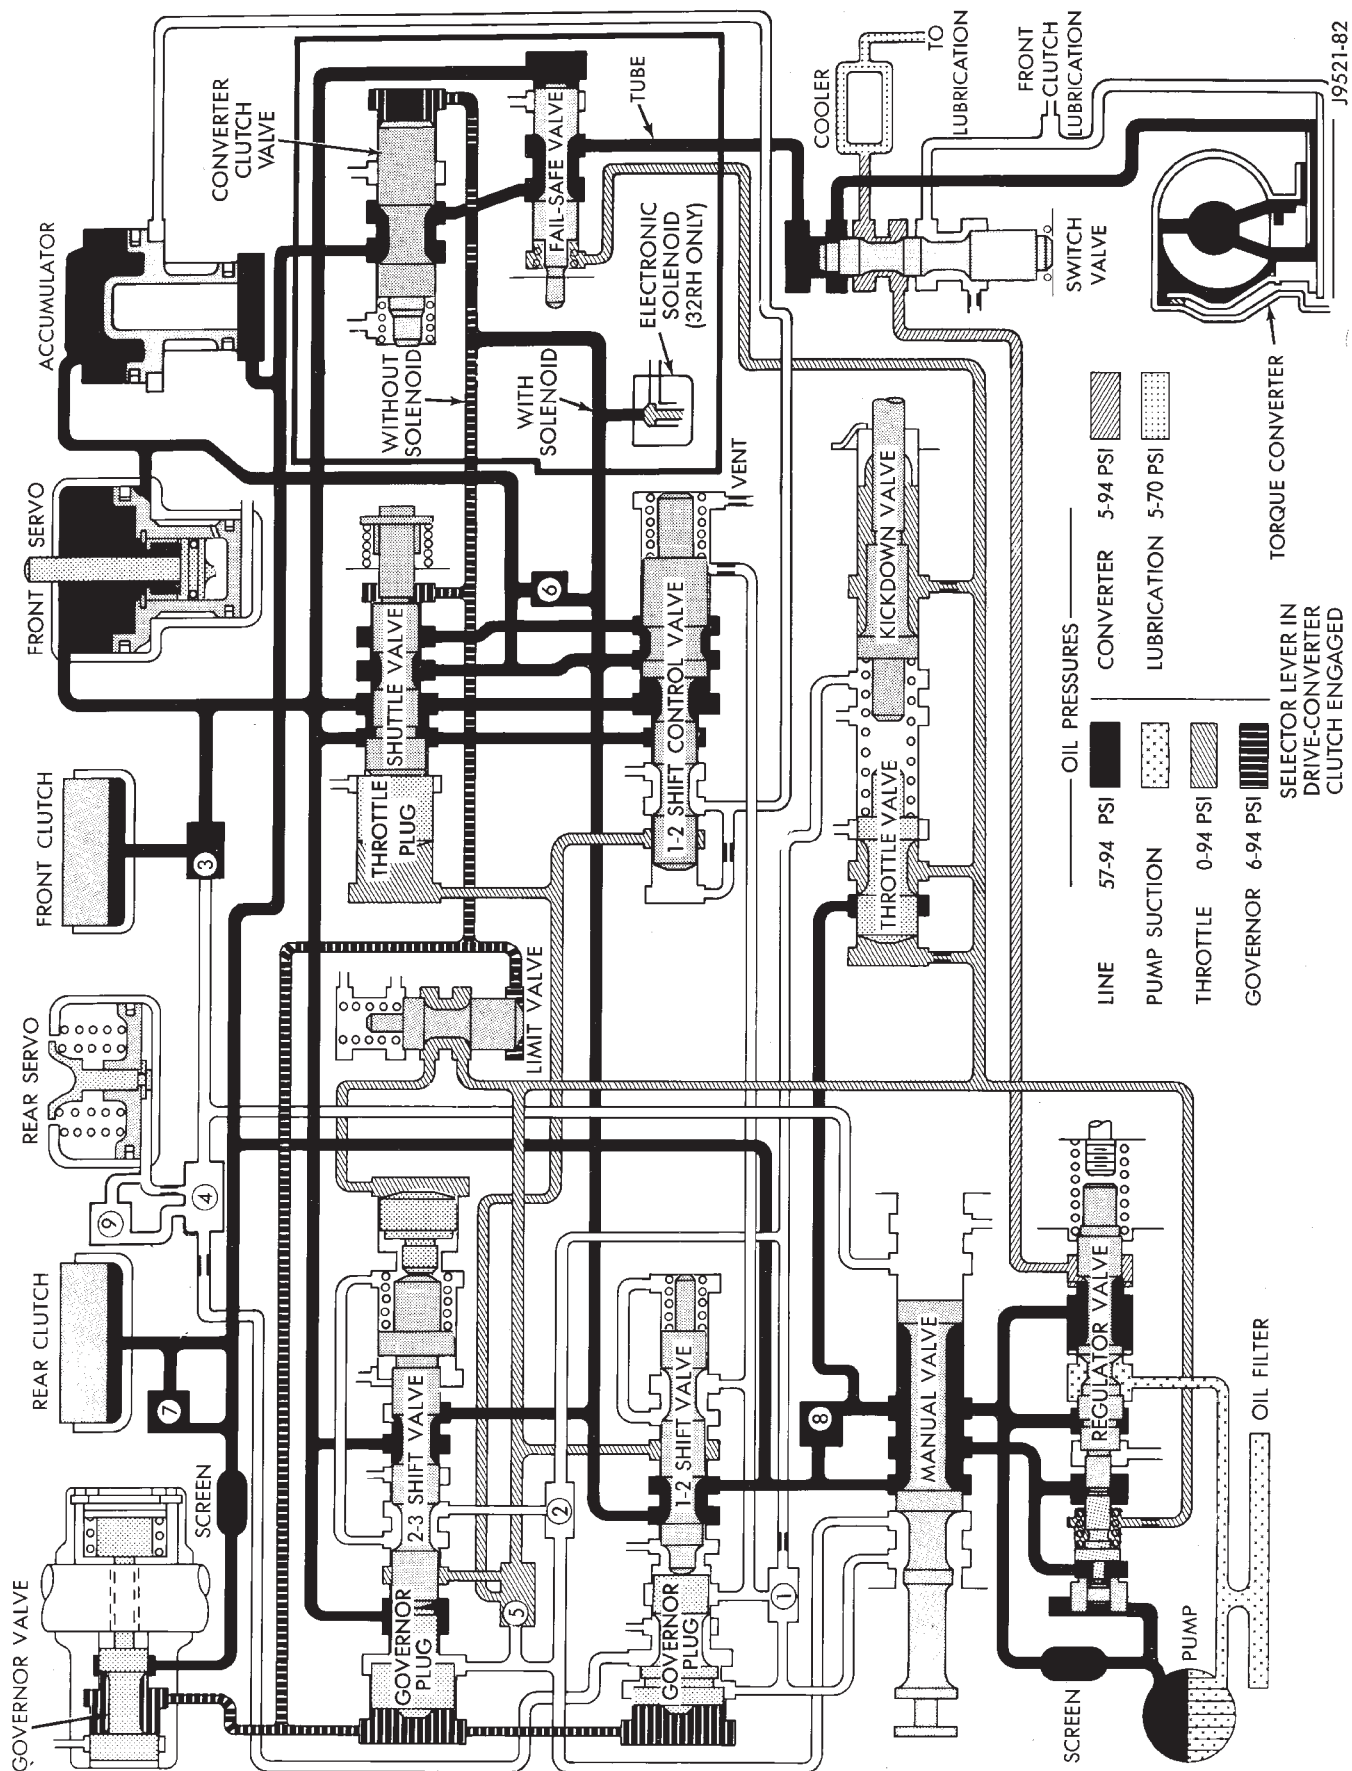 GOVERNOR VALVE
SCREEN
REAR CLUTCH
7
REAR SERVO
9
4
FRONT CLUTCH
3
FRONT SERVO
ACCUMULATOR
CONVERTER
CLUTCH
VALVE
GOVERNOR
PLUG
2-3 SHIFT VALVE
5
2
LIMIT VALVE
THROTTLE
PLUG
SHUTTLE VALVE
6
WITHOUT
SOLENOID
WITH
SOLENOID
FAIL-SAFE VALVE
TUBE
ELECTRONIC
SOLENOID
(32RH ONLY)
GOVERNOR
PLUG
1-2 SHIFT VALVE
1
8
1-2 SHIFT CONTROL VALVE
VENT
MANUAL VALVE
THROTTLE VALVE
KICKDOWN VALVE
COOLER
TO
LUBRICATION
FRONT
CLUTCH
LUBRICATION
SWITCH
VALVE
SCREEN
PUMP
REGULATOR VALVE
OIL FILTER
OIL PRESSURES
LINE 57-94 PSI
PUMP SUCTION
THROTTLE 0-94 PSI
GOVERNOR 6-94 PSI
CONVERTER 5-94 PSI
LUBRICATION 5-70 PSI
SELECTOR LEVER IN
DRIVE-CONVERTER
CLUTCH ENGAGED
TORQUE CONVERTER
J9521-82